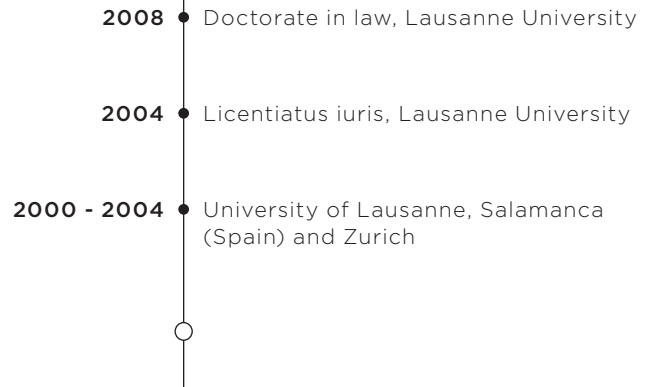 2008 Doctorate in law, Lausanne University
2004 Licentiatus iuris, Lausanne University
2000 - 2004 University of Lausanne, Salamanca
(Spain) and Zurich